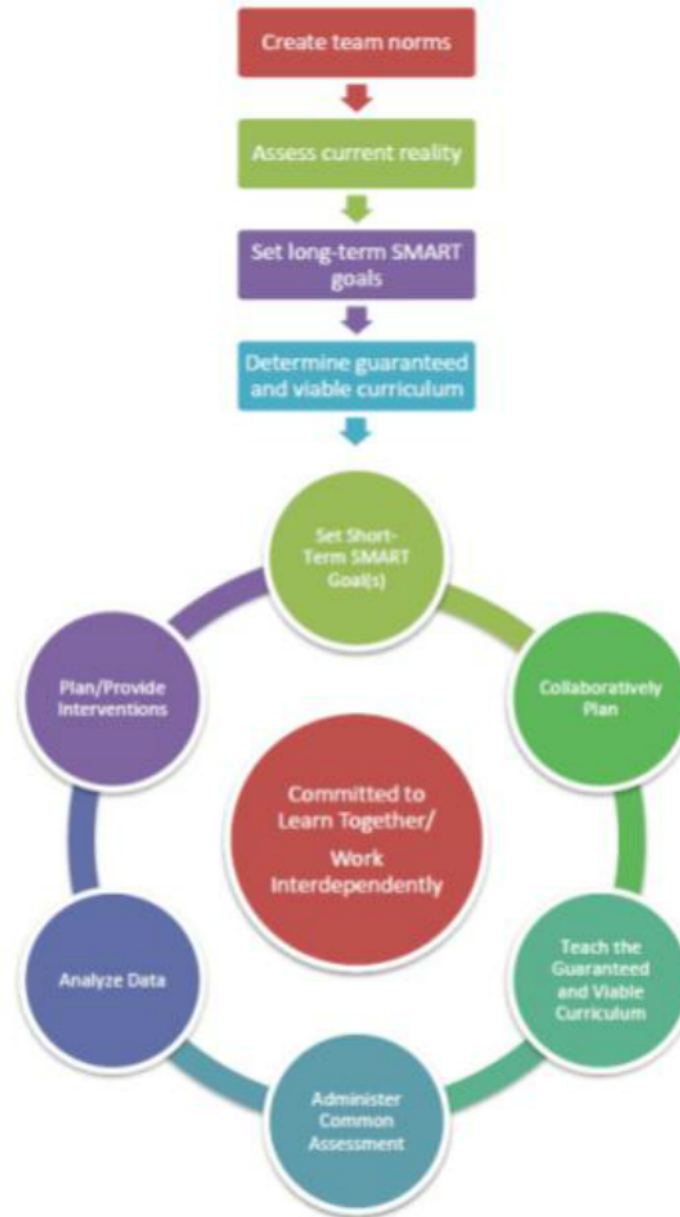 Create team norms
Assess current reality
Set long-term SMART
goals
Determine guaranteed
and viable curriculum
Set Short-
Term SMART
Goal(s)
Collaboratively
Plan
Teach the
Guaranteed
and Viable
Curriculum
Administer
Common
Assessment
Analyze Data
Plan/Provide
Interventions
Committed to
Learn Together/
Work
Interdependently